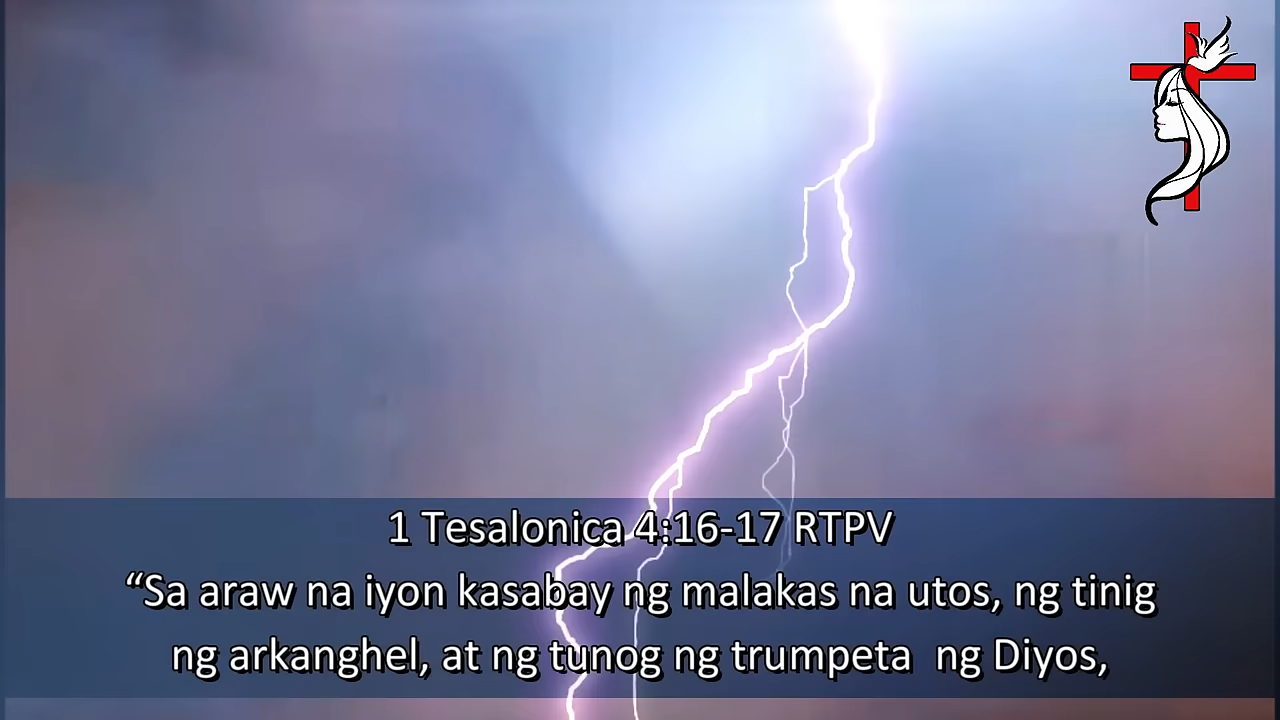 1 Tesalonica 4:16-17 RTPV
“Sa araw na iyon kasabay ng malakas na utos, ng tinig
ng arkanghel, at ng tunog ng trumpeta  ng Diyos,